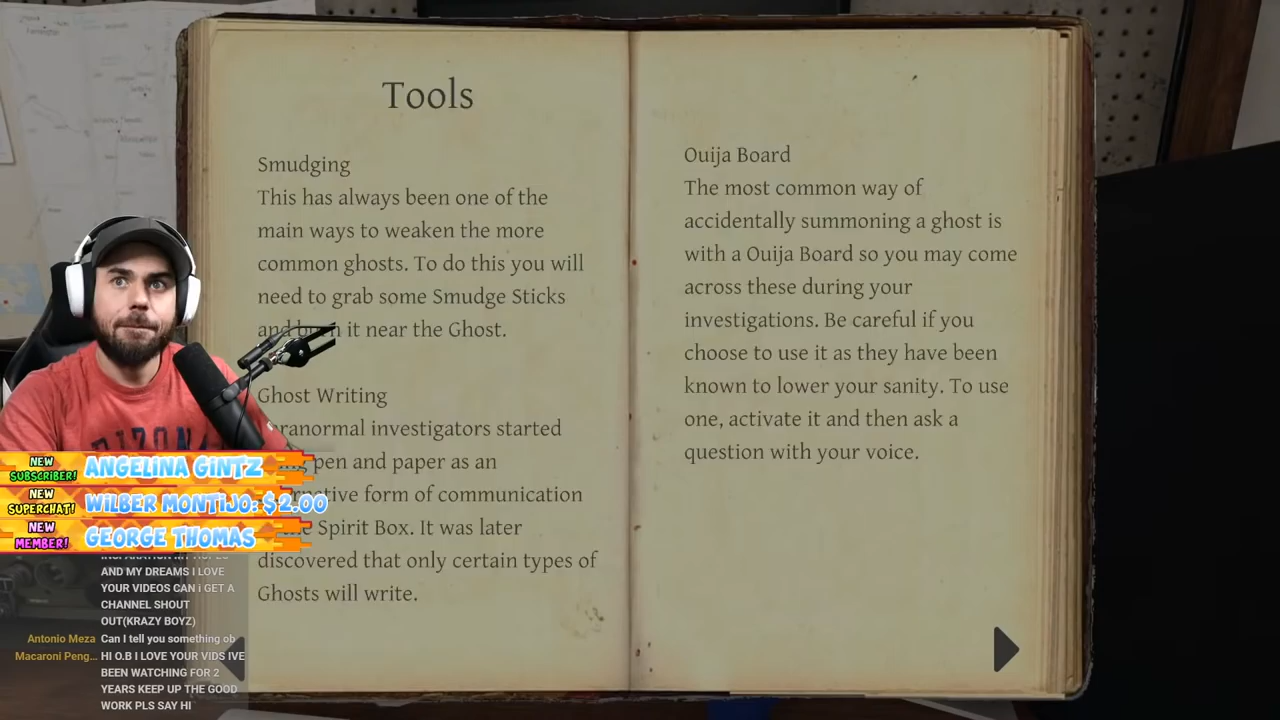 Tools
Smudging
This has always been one of the
main ways to weaken the more
common ghosts. To do this you will
need to grab some Smudge Sticks
and burn it near the Ghost.
Ghost Writing
Paranormal investigators started
pen and paper as an
form of communication
Spirit Box. It was later
discovered that only certain types of
Ghosts will write.
Ouija Board
The most common way of
accidentally summoning a ghost is
with a Ouija Board so you may come
across these during your
investigations. Be careful if you
choose to use it as they have been
known to lower your sanity. To use
one, activate it and then ask a
question with your voice.
NEW SUBSCRIBER! ANGELINA GINTZ
NEW SUPERCHAT! WILBER MONTIJO: $2.00
NEW MEMBER! GEORGE THOMAS
AND MY DREAMS I LOVE
YOUR VIDEOS CAN i GET A
CHANNEL SHOUT
OUT(KRAZY BOYZ)
Antonio Meza Can I tell you something ob
Macaroni Peng... HI O.B I LOVE YOUR VIDS IVE
BEEN WATCHING FOR 2
YEARS KEEP UP THE GOOD
WORK PLS SAY HI